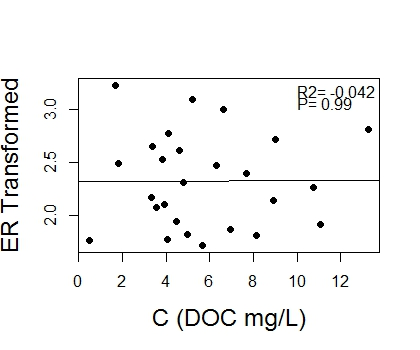 R2= -0.042
P= 0.99
ER Transformed
3.0
2.5
2.0
0 2 4 6 8 10 12
C (DOC mg/L)